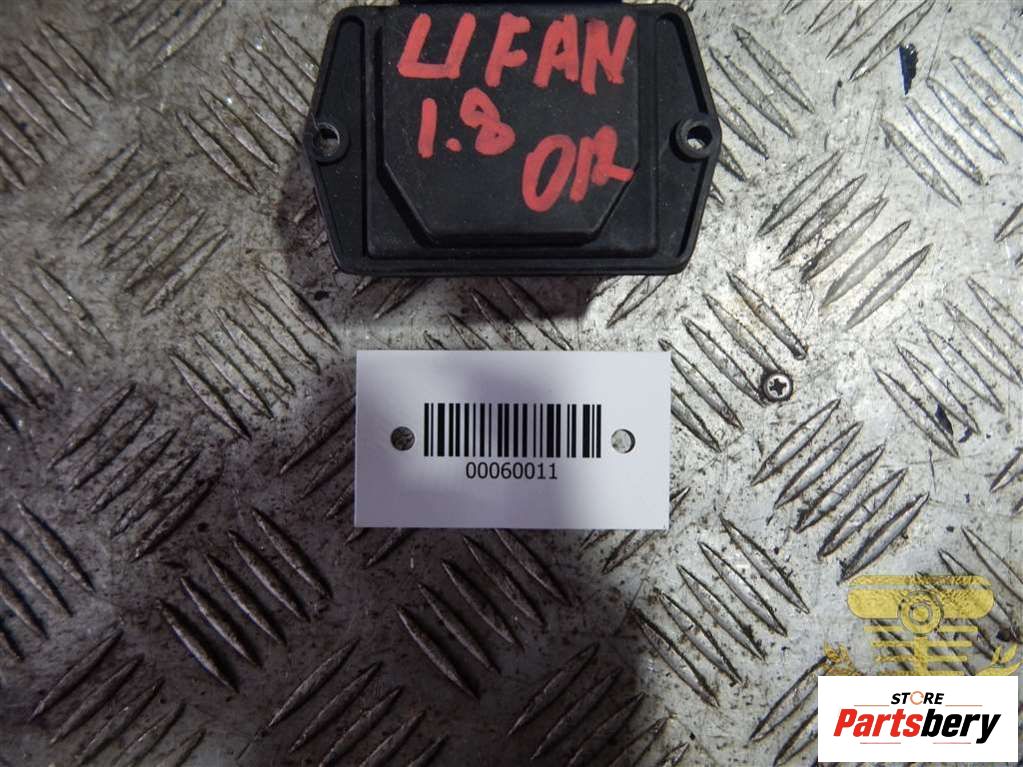 LIFAN
1.8
OR
00060011
STORE
Partsbery